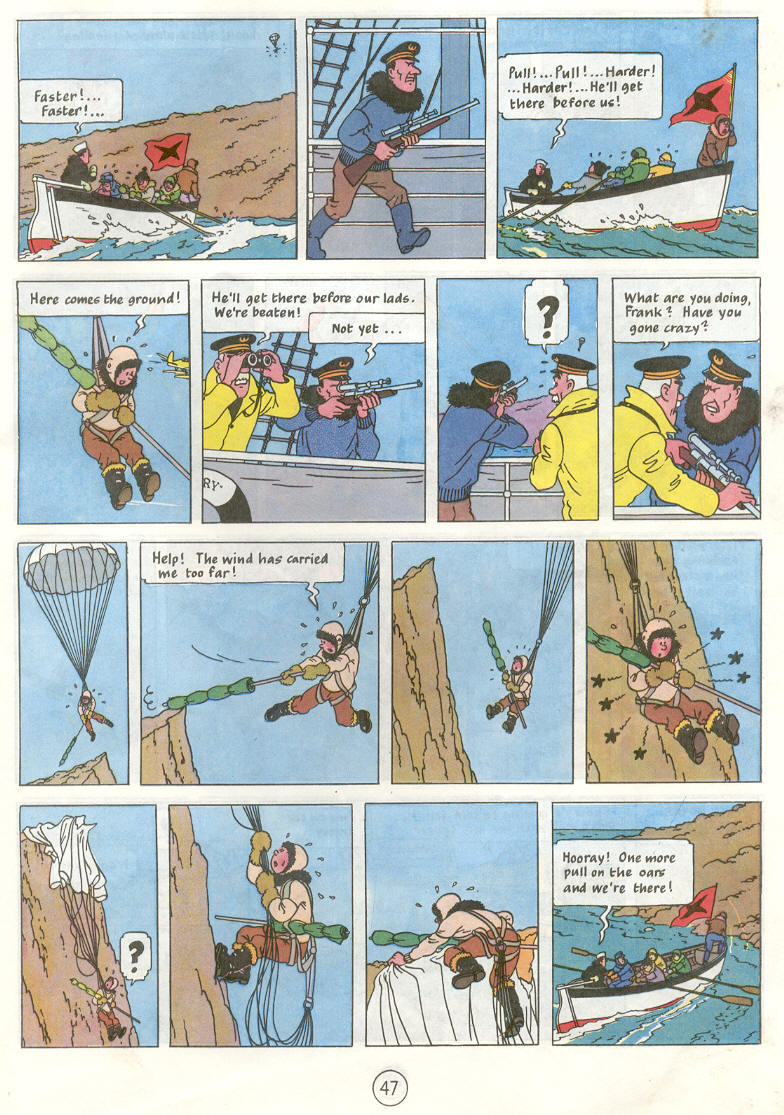 Faster!...
Faster!...
Pull!...Pull!...Harder!
...Harder!...He'll get
there before us!
Here comes the ground!
He'll get there before our lads.
We're beaten!
Not yet ...
RY.
?
What are you doing,
Frank? Have you
gone crazy?
Help! The wind has carried
me too far!
?
Hooray! One more
pull on the oars
and we're there!
47